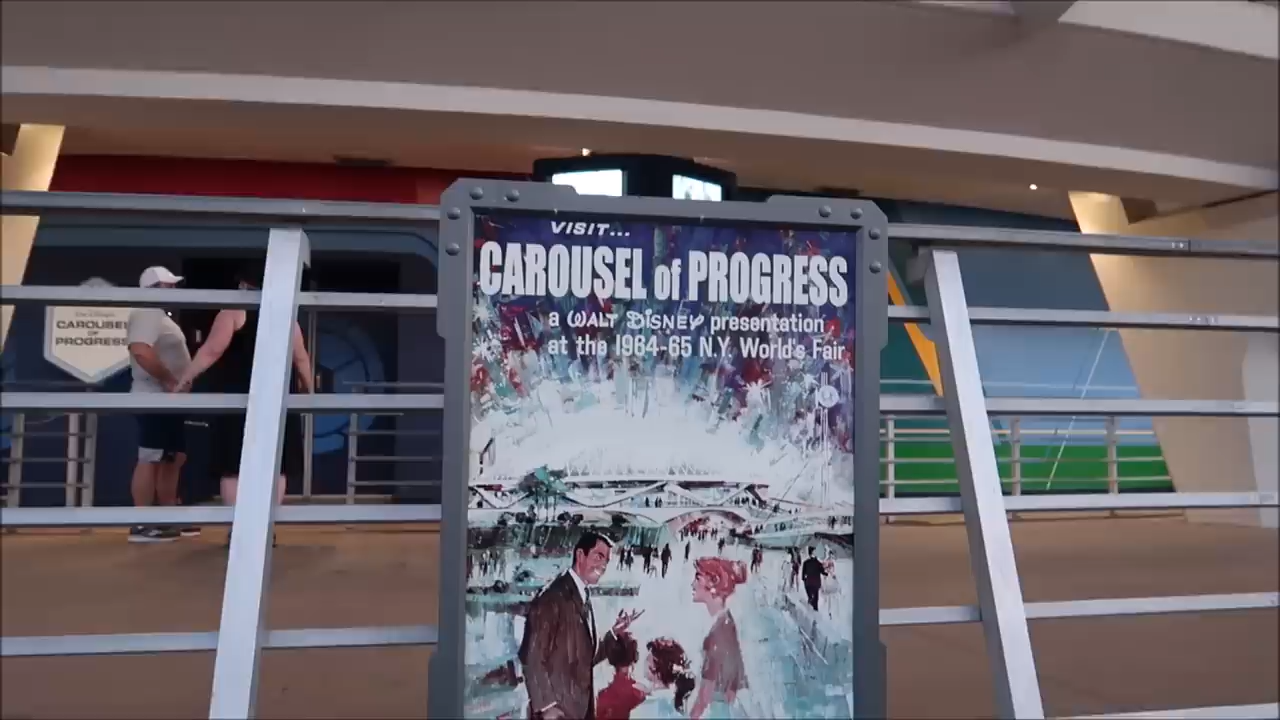 VISIT...
CAROUSEL of PROGRESS
a WALT DISNEY presentation
at the 1964-65 N.Y. World's Fair
CAROUSEL
OF
PROGRESS